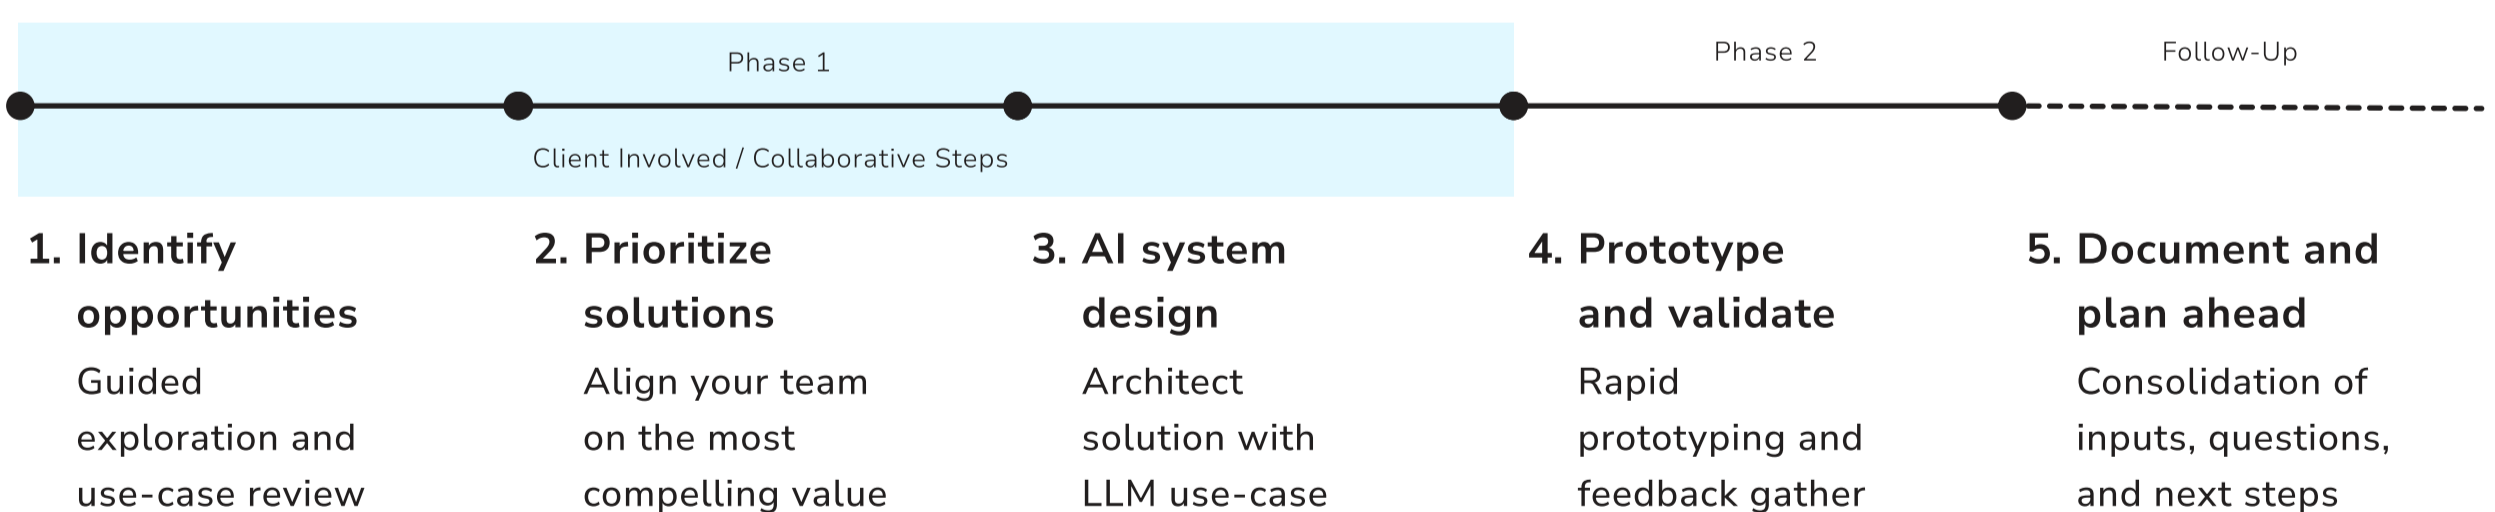 Phase 1
Phase 2
Follow-Up
Client Involved / Collaborative Steps
1. Identify
opportunities
Guided
exploration and
use-case review
2. Prioritize
solutions
Align your team
on the most
compelling value
3. AI system
design
Architect
solution with
LLM use-case
4. Prototype
and validate
Rapid
prototyping and
feedback gather
5. Document and
plan ahead
Consolidation of
inputs, questions,
and next steps